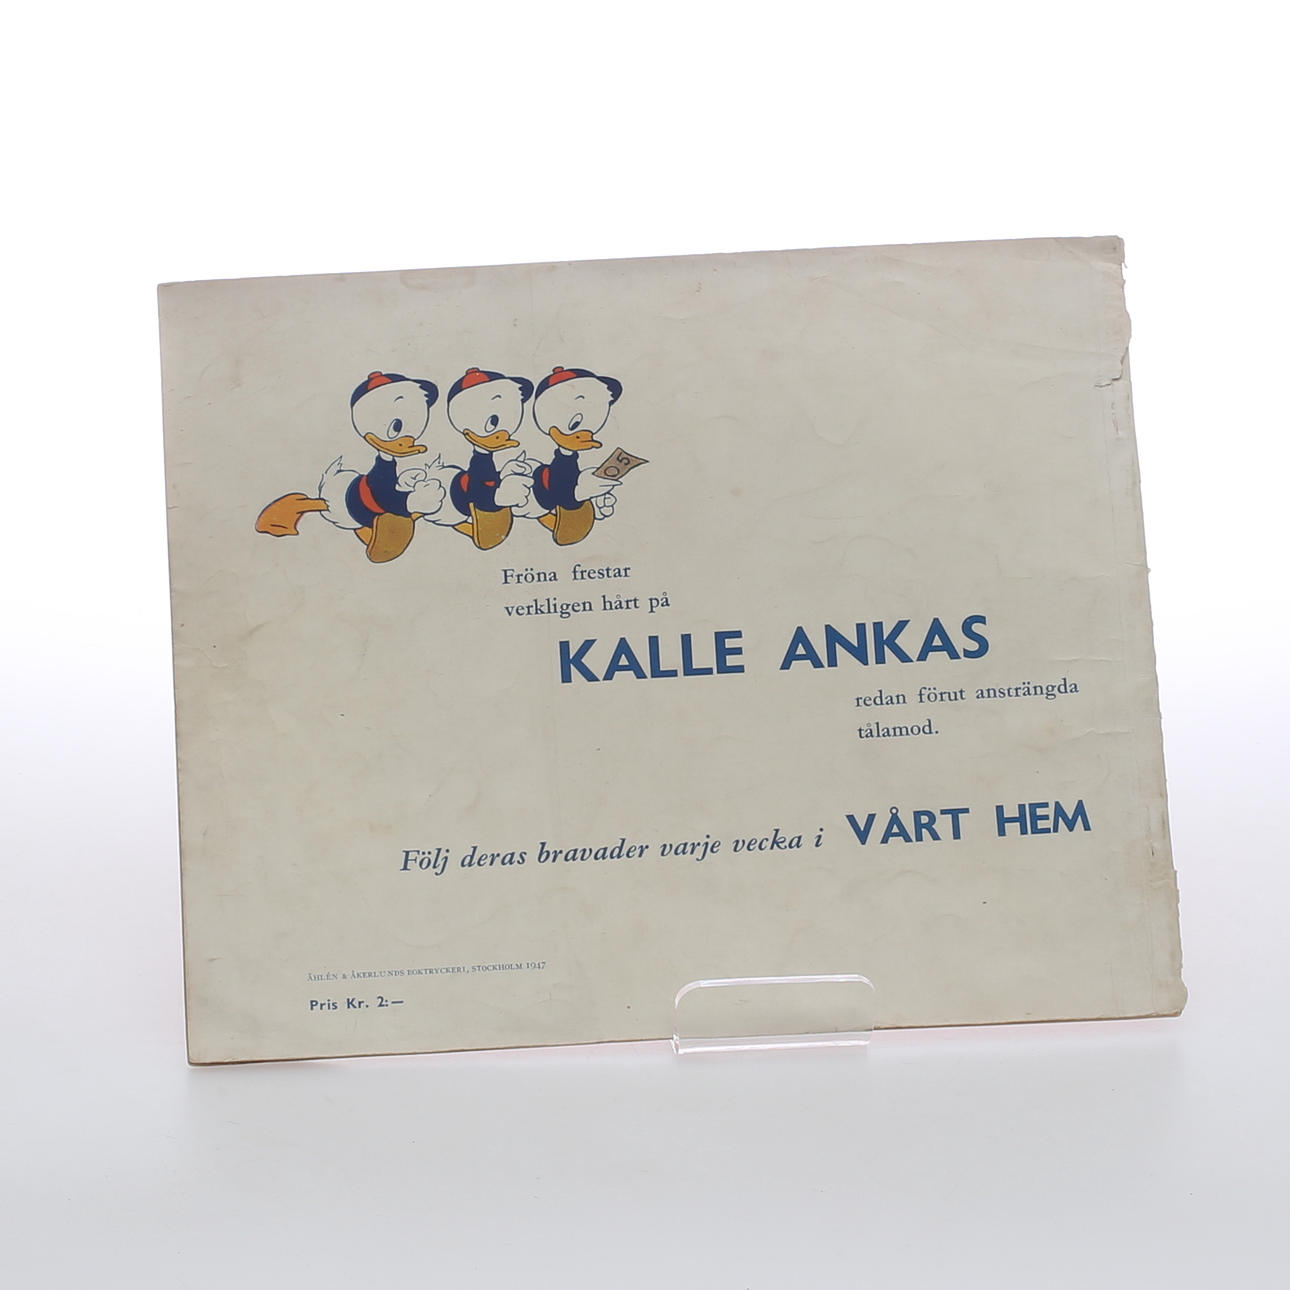 05
Fröna frestar
verkligen hårt på
KALLE ANKAS
redan förut ansträngda
tålamod.
Följ deras bravader varje vecka i VÅRT HEM
ÅHLÉN & ÅKERLUNDS BOKTRYCKERI, STOCKHOLM 1947
Pris Kr. 2:—